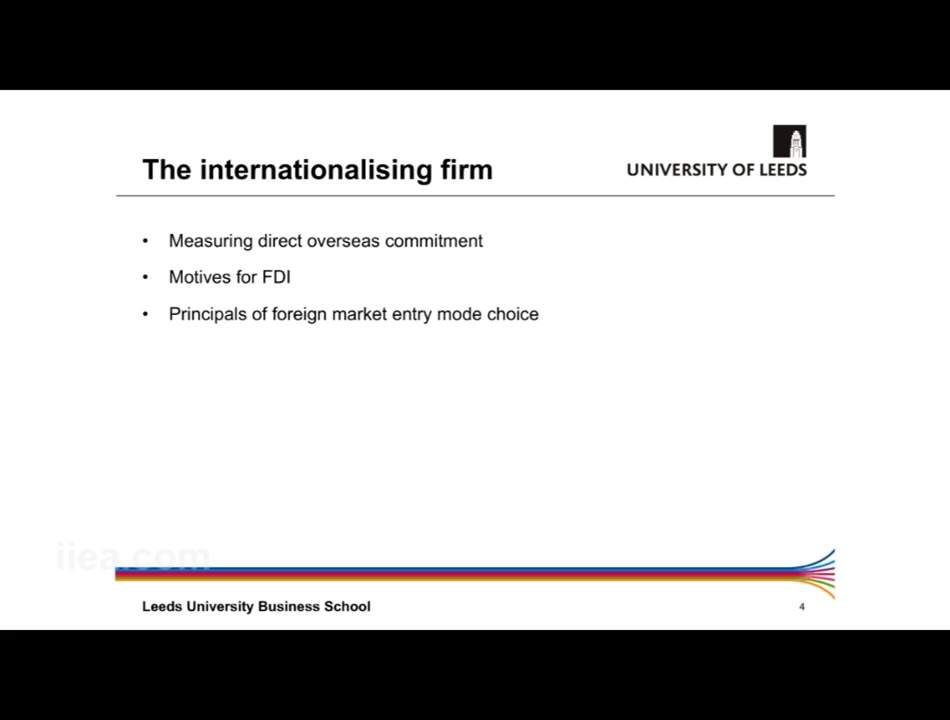 The internationalising firm
UNIVERSITY OF LEEDS
• Measuring direct overseas commitment
• Motives for FDI
• Principals of foreign market entry mode choice
iiea.com
Leeds University Business School
4